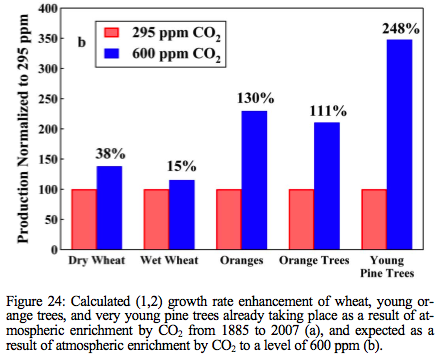 400
350
300
250
200
150
100
50
0
Production Normalized to 295 ppm
b
295 ppm CO₂
600 ppm CO₂
38%
15%
130%
111%
248%
Dry Wheat Wet Wheat Oranges Orange Trees Young
Pine Trees
Figure 24: Calculated (1,2) growth rate enhancement of wheat, young or-
ange trees, and very young pine trees already taking place as a result of at-
mospheric enrichment by CO₂ from 1885 to 2007 (a), and expected as a
result of atmospheric enrichment by CO₂ to a level of 600 ppm (b).